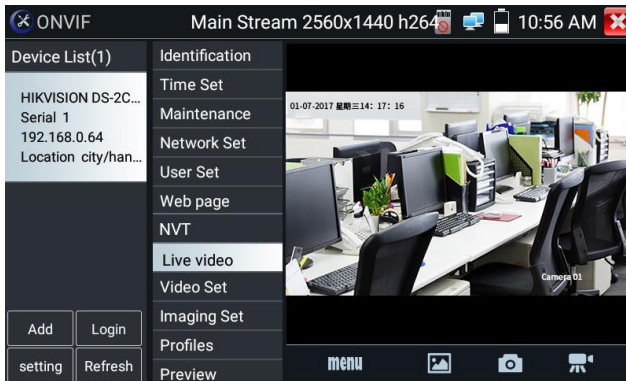 ONVIF
Main Stream 2560x1440 h264
10:56 AM
Device List(1)
HIKVISION DS-2C...
Serial 1
192.168.0.64
Location city/han...
Add
Login
setting
Refresh
Identification
Time Set
Maintenance
Network Set
User Set
Web page
NVT
Live video
Video Set
Imaging Set
Profiles
Preview
01-07-2017 星期三14: 17: 16
Camera 01
menu